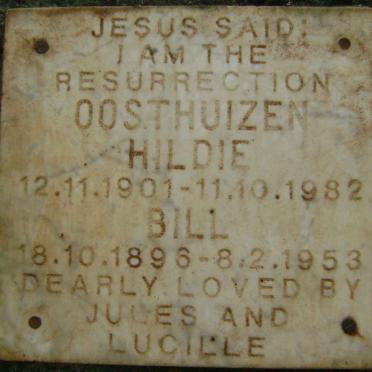 JESUS SAID:
I AM THE
RESURRECTION
OOSTHUIZEN
HILDIE
12.11.1901-11.10.1982
BILL
18.10.1896-8.2.1953
DEARLY LOVED BY
JULES AND
LUCILLE